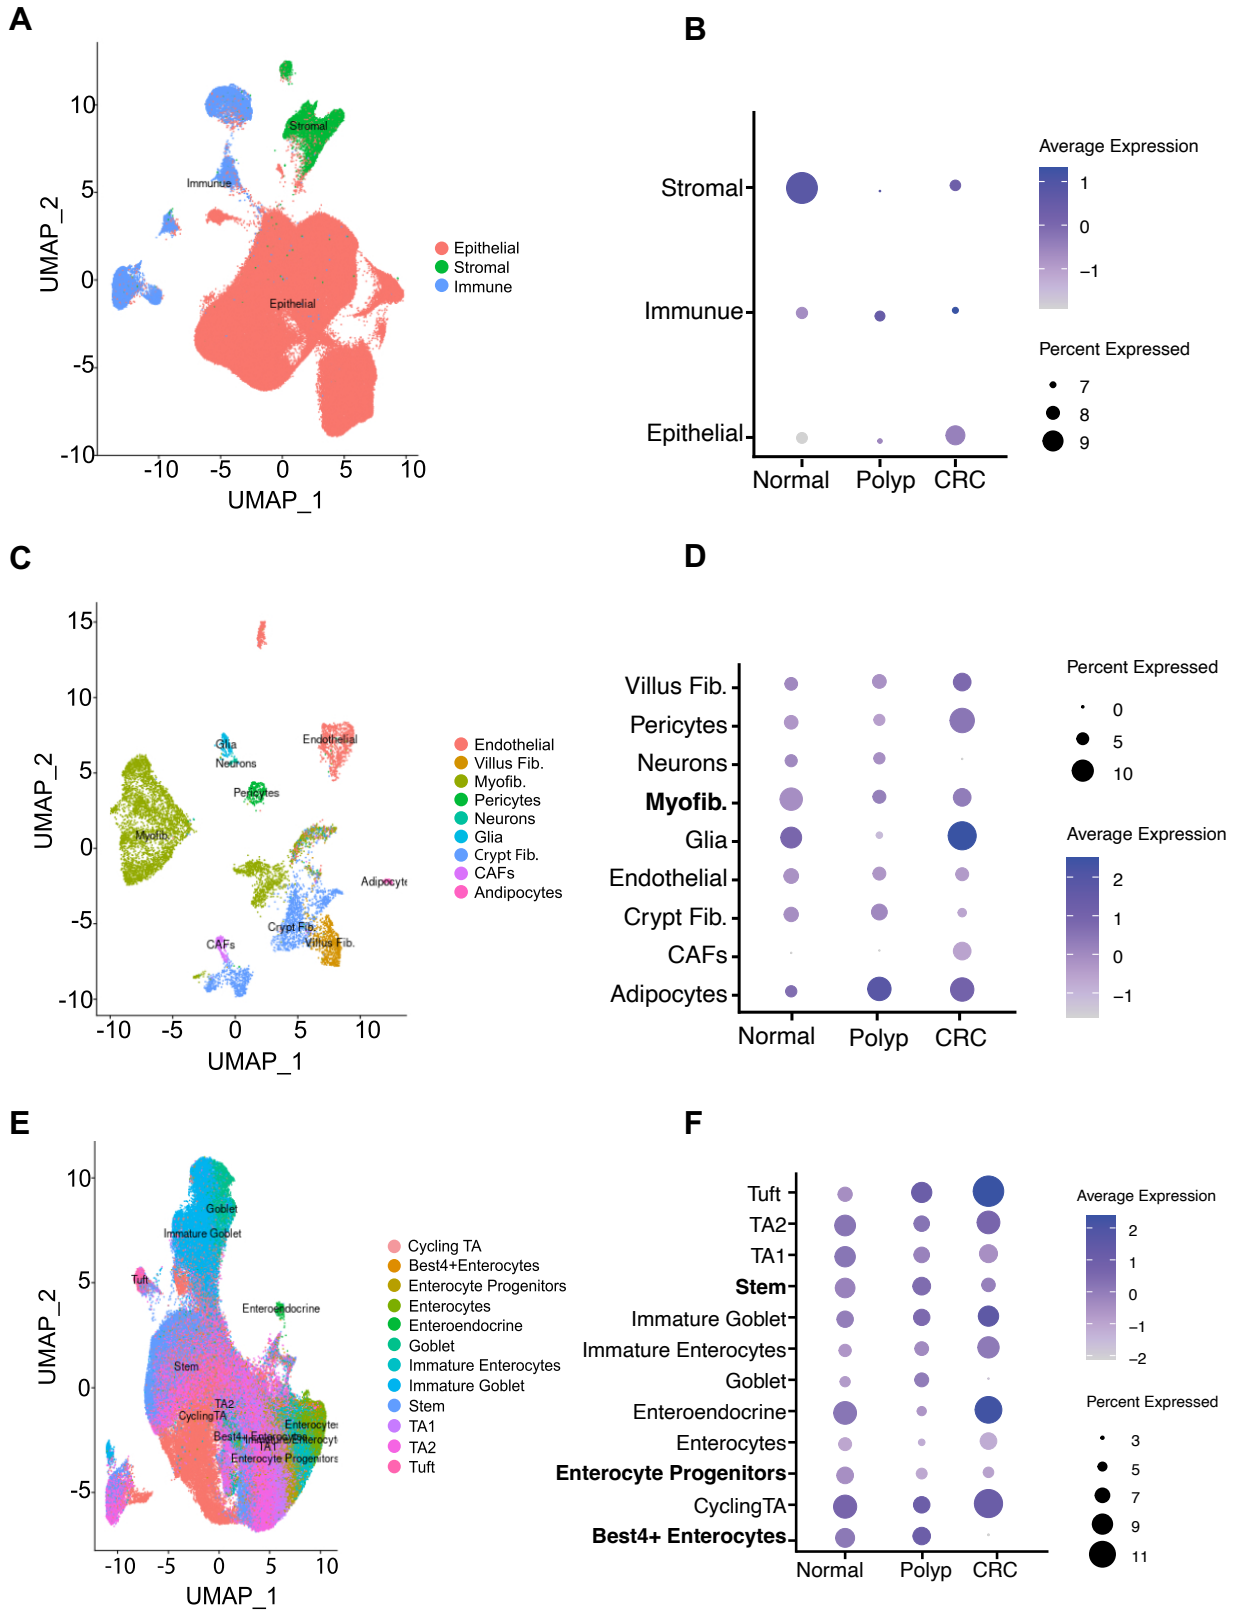 A
10
5
0
-5
-10
UMAP_2
-10 -5 0 5 10
UMAP_1
Stromal
Immunue
Epithelial
Epithelial
Stromal
Immune
B
Stromal
Immunue
Epithelial
Normal Polyp CRC
Average Expression
1
0
−1
Percent Expressed
7
8
9
C
15
10
5
0
-5
-10
UMAP_2
-10 -5 0 5 10
UMAP_1
Glia
Neurons
Endothelial
Pericytes
Myofib.
Adipocyte
Crypt Fib.
Villus Fib.
CAFs
Endothelial
Villus Fib.
Myofib.
Pericytes
Neurons
Glia
Crypt Fib.
CAFs
Andipocytes
D
Villus Fib.
Pericytes
Neurons
Myofib.
Glia
Endothelial
Crypt Fib.
CAFs
Adipocytes
Normal Polyp CRC
Percent Expressed
0
5
10
Average Expression
2
1
0
−1
E
10
5
0
-5
UMAP_2
-10 -5 0 5 10
UMAP_1
Goblet
Immature Goblet
Tuft
Enteroendocrine
Stem
TA2
CyclingTA
Enterocytes
Best4+ Enterocytes
Immature Enterocyt
TA1
Enterocyte Progenitors
Cycling TA
Best4+Enterocytes
Enterocyte Progenitors
Enterocytes
Enteroendocrine
Goblet
Immature Enterocytes
Immature Goblet
Stem
TA1
TA2
Tuft
F
Tuft
TA2
TA1
Stem
Immature Goblet
Immature Enterocytes
Goblet
Enteroendocrine
Enterocytes
Enterocyte Progenitors
CyclingTA
Best4+ Enterocytes
Normal Polyp CRC
Average Expression
2
1
0
−1
−2
Percent Expressed
3
5
7
9
11